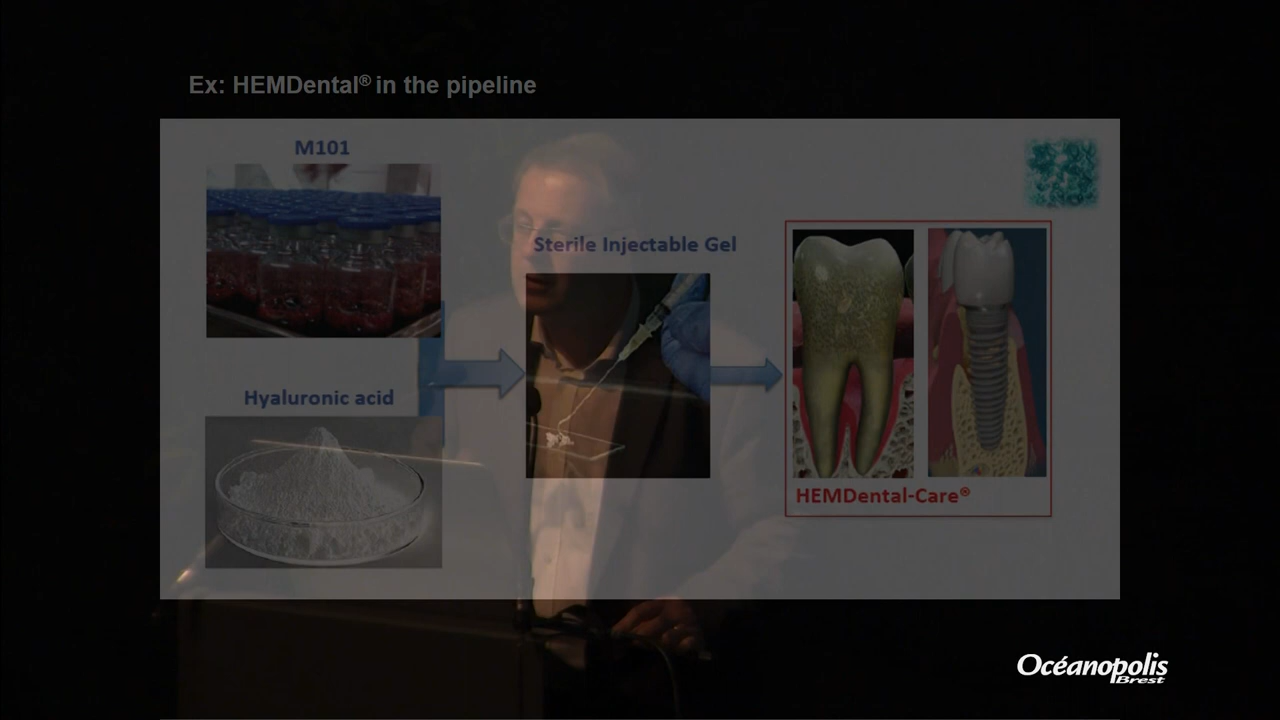 Ex: HEMDental® in the pipeline
M101
Sterile Injectable Gel
Hyaluronic acid
HEMDental-Care®
Océanopolis
Brest